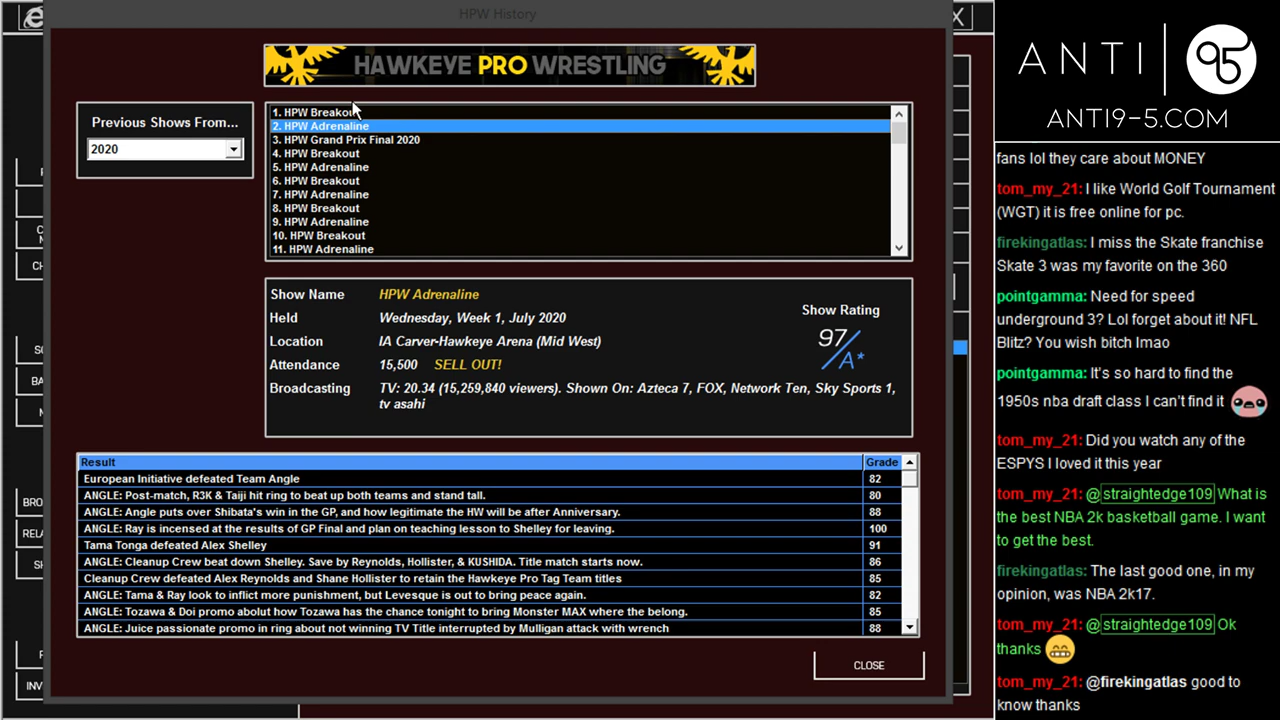 HPW History
X
HAWKEYE PRO WRESTLING
Previous Shows From...
2020
1. HPW Breakout
2. HPW Adrenaline
3. HPW Grand Prix Final 2020
4. HPW Breakout
5. HPW Adrenaline
6. HPW Breakout
7. HPW Adrenaline
8. HPW Breakout
9. HPW Adrenaline
10. HPW Breakout
11. HPW Adrenaline
Show Name HPW Adrenaline
Held Wednesday, Week 1, July 2020
Location IA Carver-Hawkeye Arena (Mid West)
Attendance 15,500 SELL OUT!
Broadcasting TV: 20.34 (15,259,840 viewers). Shown On: Azteca 7, FOX, Network Ten, Sky Sports 1,
tv asahi
Show Rating
97/A*
Result Grade
European Initiative defeated Team Angle 82
ANGLE: Post-match, R3K & Taiji hit ring to beat up both teams and stand tall. 80
ANGLE: Angle puts over Shibata's win in the GP, and how legitimate the HW will be after Anniversary. 88
ANGLE: Ray is incensed at the results of GP Final and plan on teaching lesson to Shelley for leaving. 100
Tama Tonga defeated Alex Shelley 91
ANGLE: Cleanup Crew beat down Shelley. Save by Reynolds, Hollister, & KUSHIDA. Title match starts now. 86
Cleanup Crew defeated Alex Reynolds and Shane Hollister to retain the Hawkeye Pro Tag Team titles 85
ANGLE: Tama & Ray look to inflict more punishment, but Levesque is out to bring peace again. 82
ANGLE: Tozawa & Doi promo abolut how Tozawa has the chance tonight to bring Monster MAX where the belong. 85
ANGLE: Juice passionate promo in ring about not winning TV Title interrupted by Mulligan attack with wrench 88
CLOSE
CH
BA
BRO
RELA
INV
ANTI 95
ANTI9-5.COM
fans lol they care about MONEY
tom_my_21: I like World Golf Tournament
(WGT) it is free online for pc.
firekingatlas: I miss the Skate franchise
Skate 3 was my favorite on the 360
pointgamma: Need for speed
underground 3? Lol forget about it! NFL
Blitz? You wish bitch lmao
pointgamma: It's so hard to find the
1950s nba draft class I can't find it
tom_my_21: Did you watch any of the
ESPYS I loved it this year
tom_my_21: @straightedge109 What is
the best NBA 2k basketball game. I want
to get the best.
firekingatlas: The last good one, in my
opinion, was NBA 2k17.
tom_my_21: @straightedge109 Ok
thanks
tom_my_21: @firekingatlas good to
know thanks